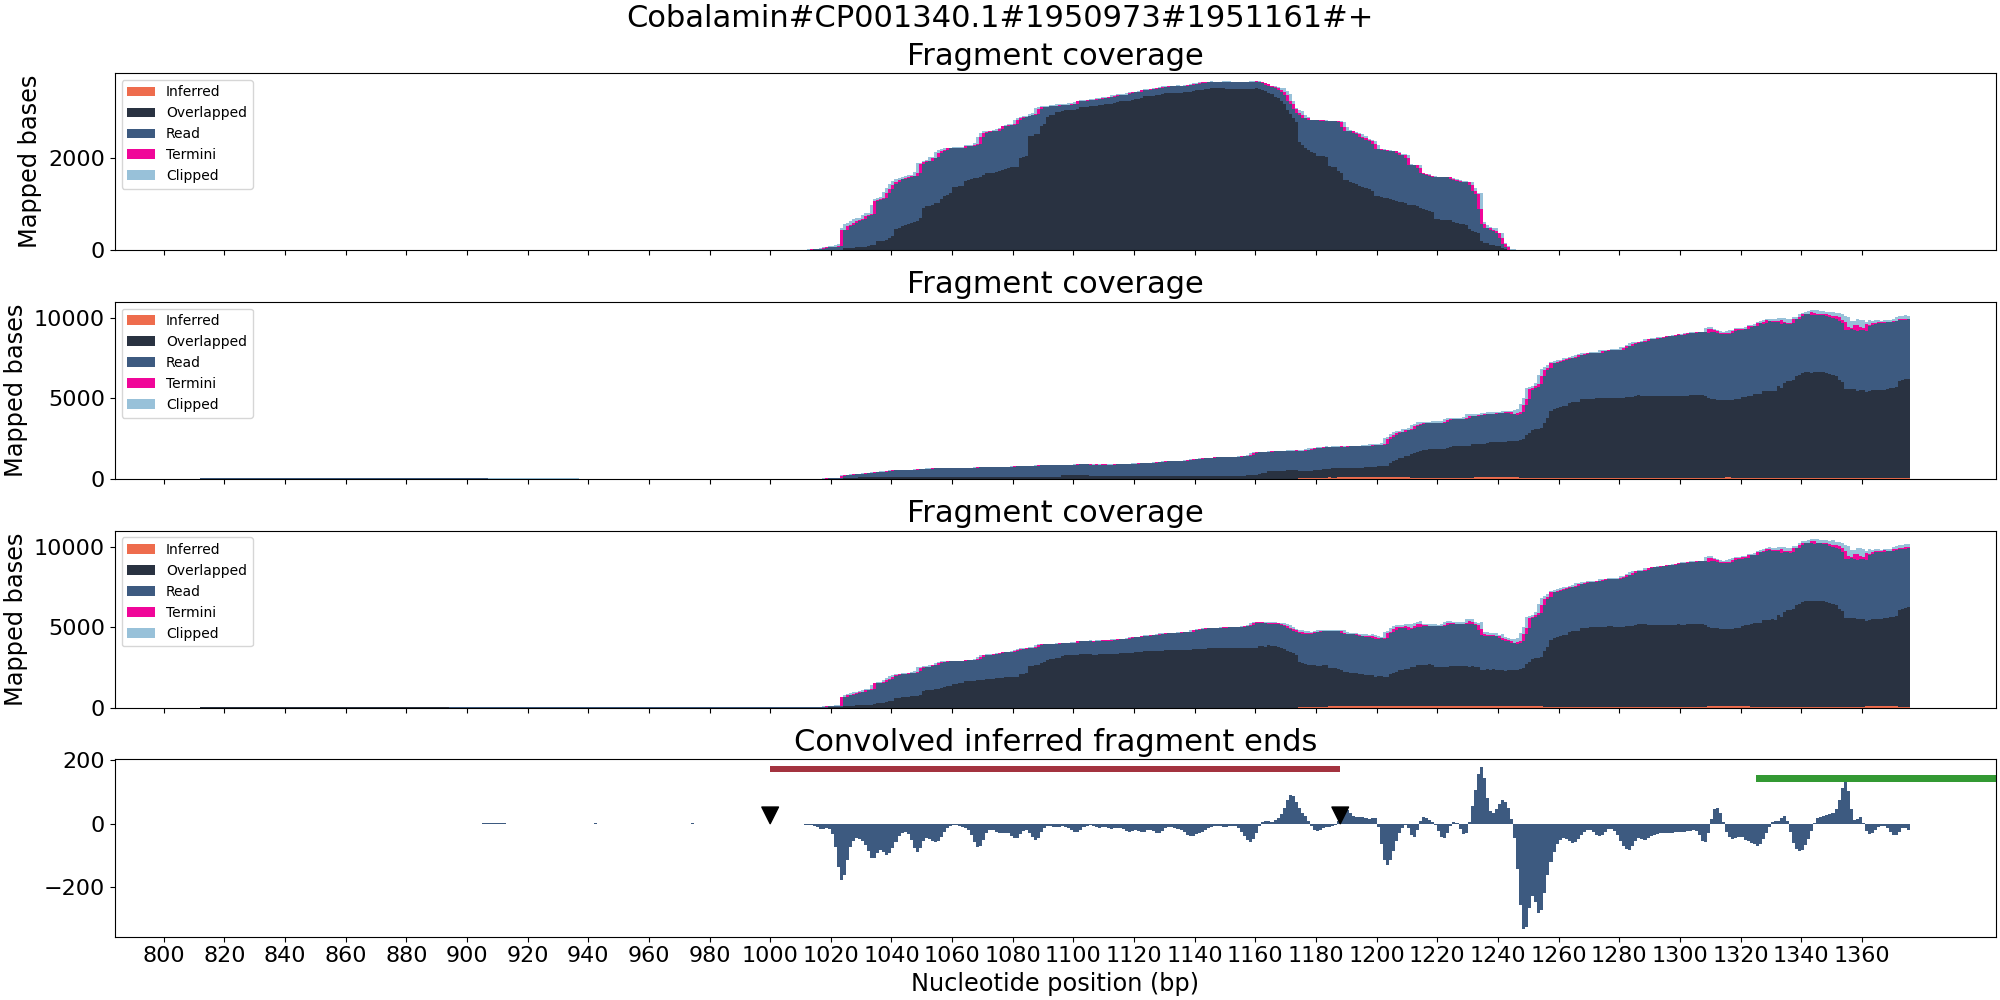 Cobalamin#CP001340.1#1950973#1951161#+
Fragment coverage
Mapped bases
2000
0
Inferred
Overlapped
Read
Termini
Clipped
Fragment coverage
Mapped bases
10000
5000
0
Inferred
Overlapped
Read
Termini
Clipped
Fragment coverage
Mapped bases
10000
5000
0
Inferred
Overlapped
Read
Termini
Clipped
Convolved inferred fragment ends
200
0
−200
800 820 840 860 880 900 920 940 960 980 1000 1020 1040 1060 1080 1100 1120 1140 1160 1180 1200 1220 1240 1260 1280 1300 1320 1340 1360
Nucleotide position (bp)